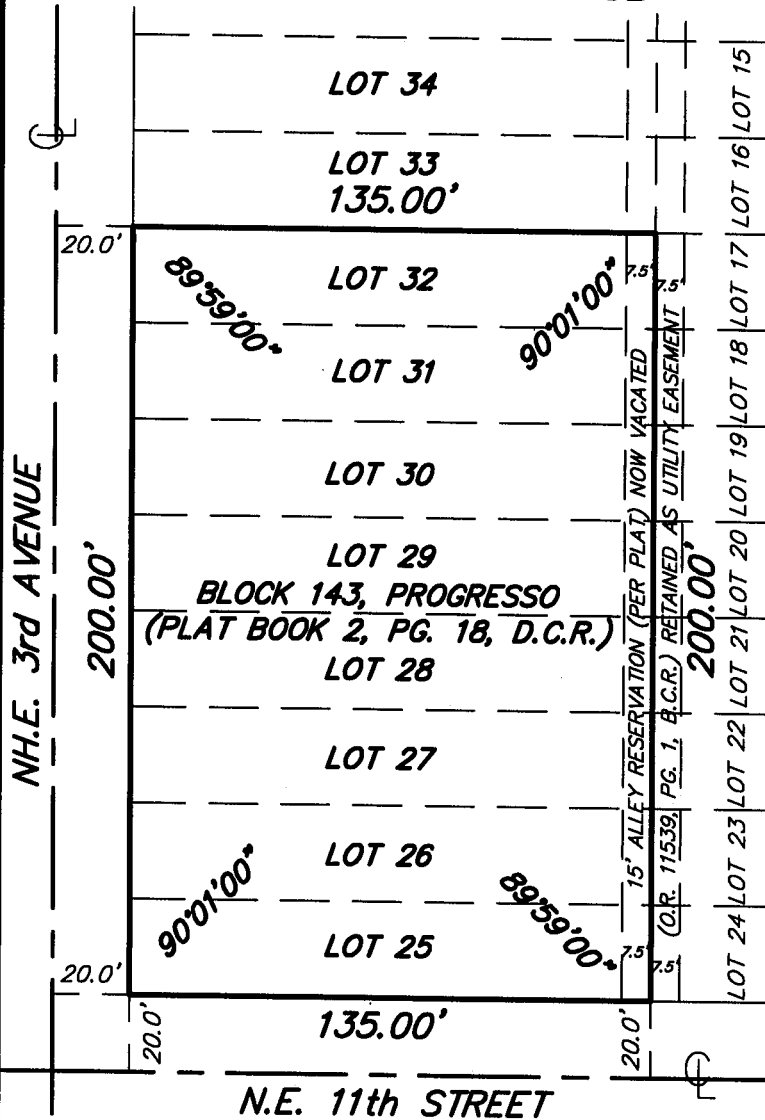 LOT 34
LOT 33
135.00'
20.0'
89°59'00"
LOT 32
90°01'00"
7.5'
7.5'
LOT 31
LOT 30
LOT 29
BLOCK 143, PROGRESSO
(PLAT BOOK 2, PG. 18, D.C.R.)
LOT 28
LOT 27
LOT 26
LOT 25
90°01'00"
89°59'00"
7.5'
7.5'
20.0'
135.00'
20.0'
20.0'
N.E. 11th STREET
NH.E. 3rd AVENUE
200.00'
15' ALLEY RESERVATION (PER PLAT) NOW VACATED
(O.R. 11539, PG. 1, B.C.R.) RETAINED AS UTILITY EASEMENT
200.00'
LOT 15
LOT 16
LOT 17
LOT 18
LOT 19
LOT 20
LOT 21
LOT 22
LOT 23
LOT 24